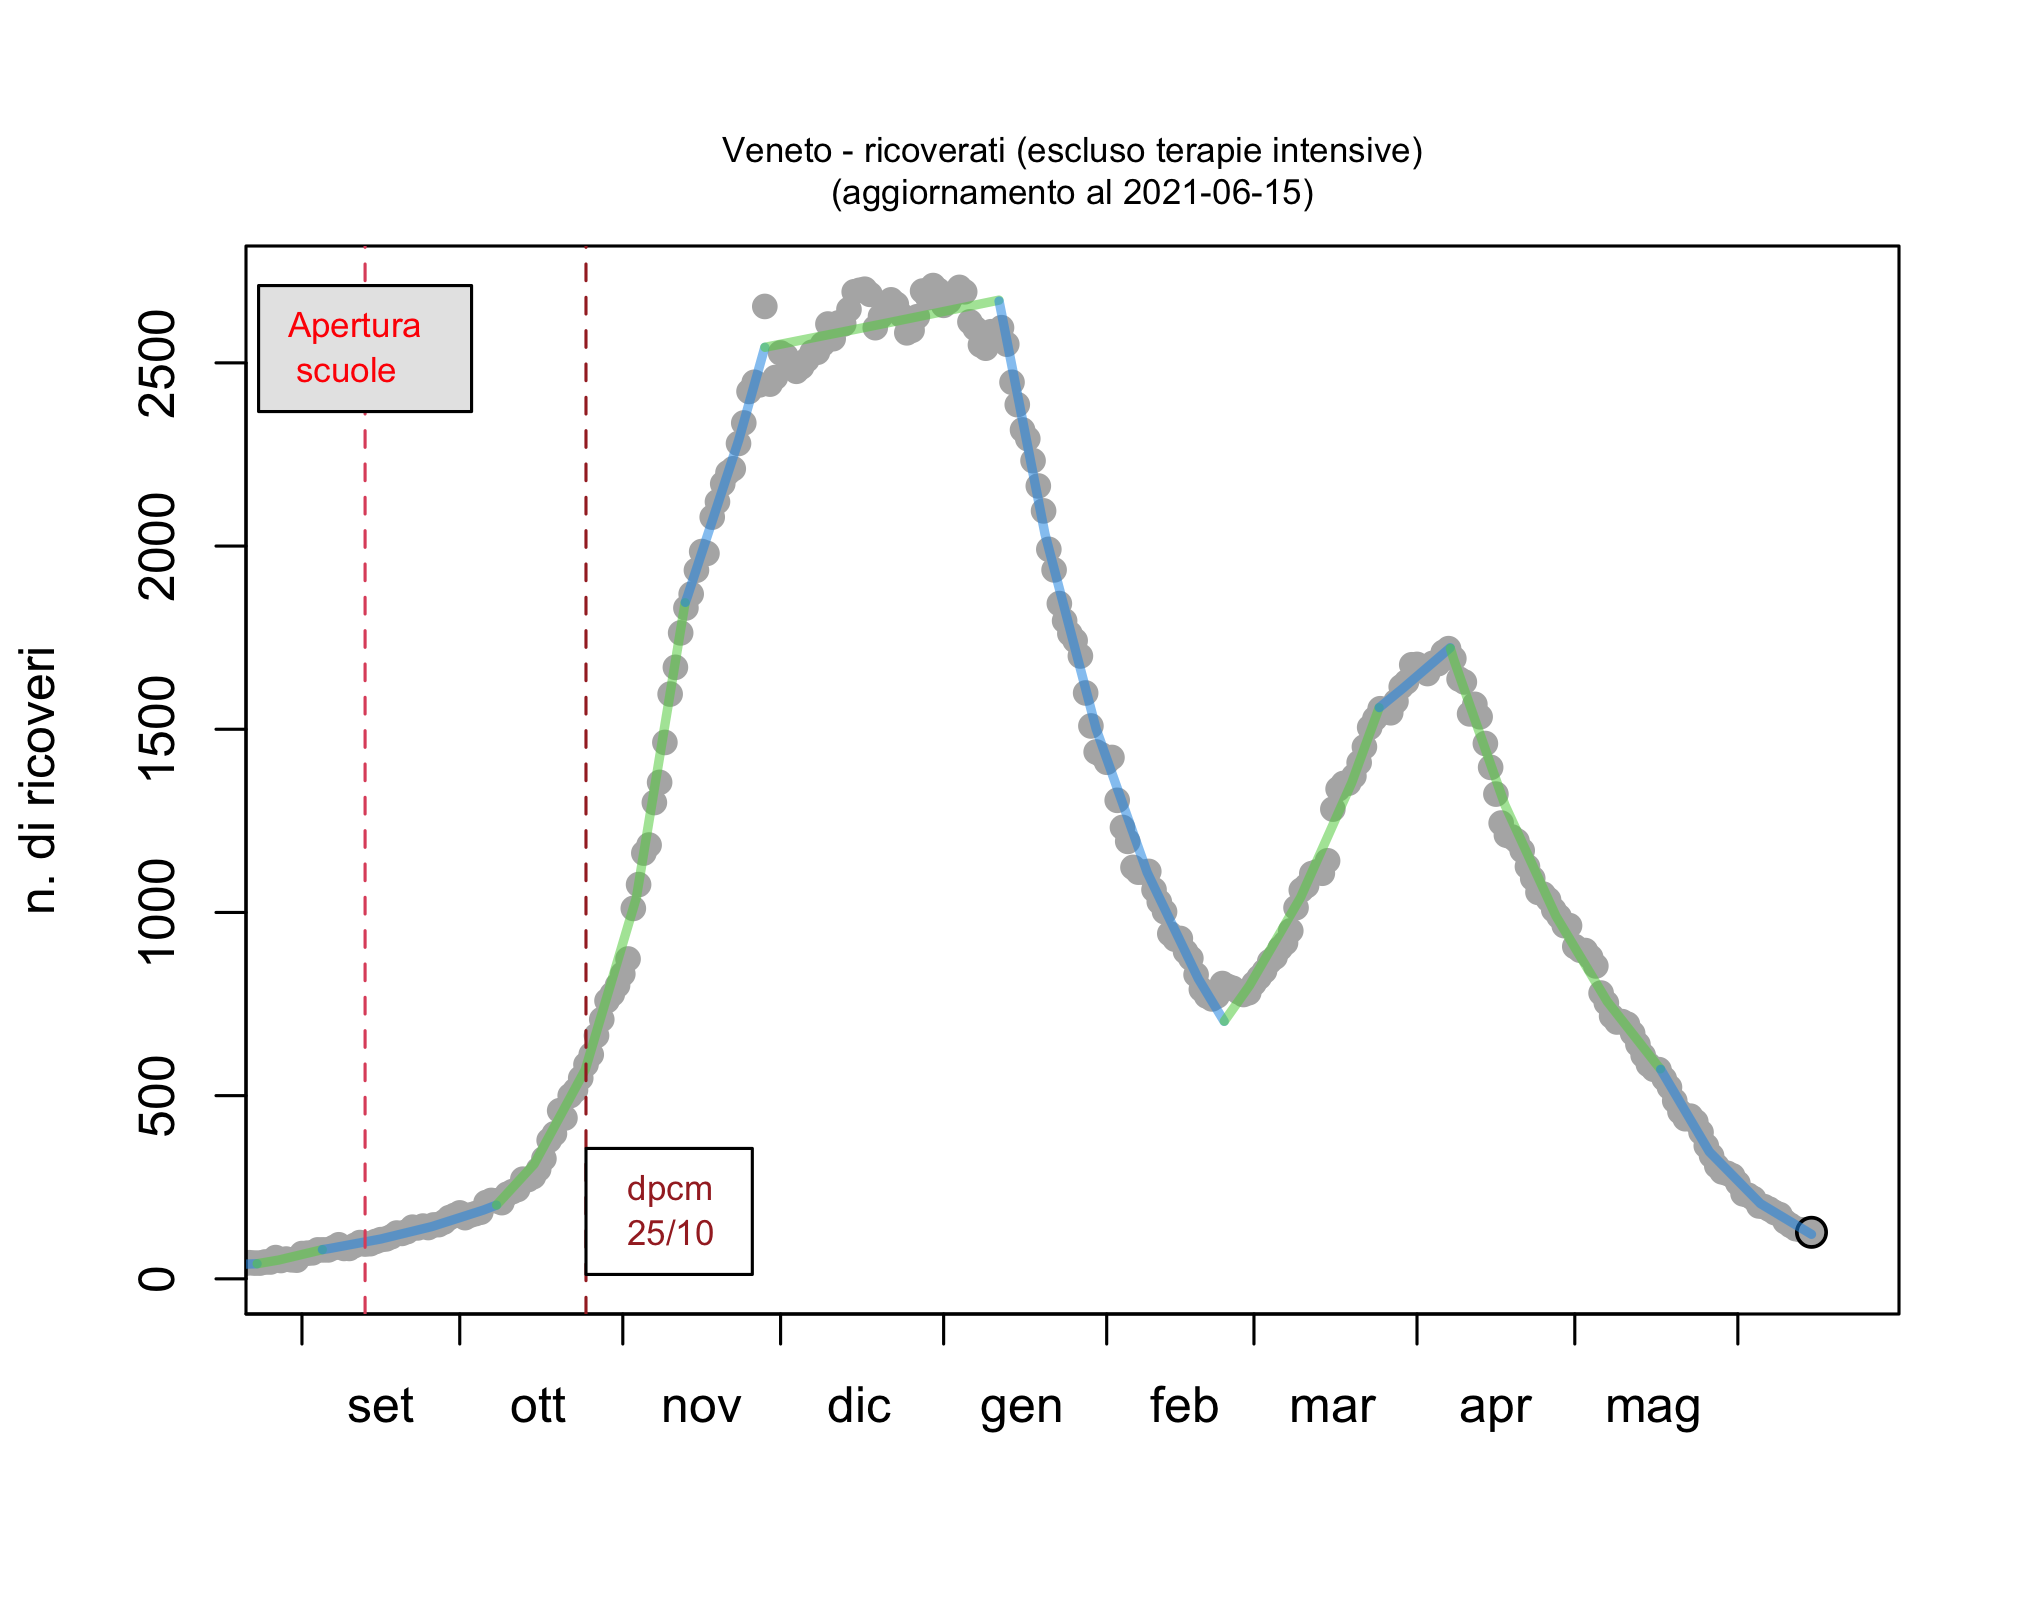 Veneto - ricoverati (escluso terapie intensive)
(aggiornamento al 2021-06-15)
n. di ricoveri
2500
2000
1500
1000
500
0
Apertura
scuole
dpcm
25/10
set ott nov dic gen feb mar apr mag